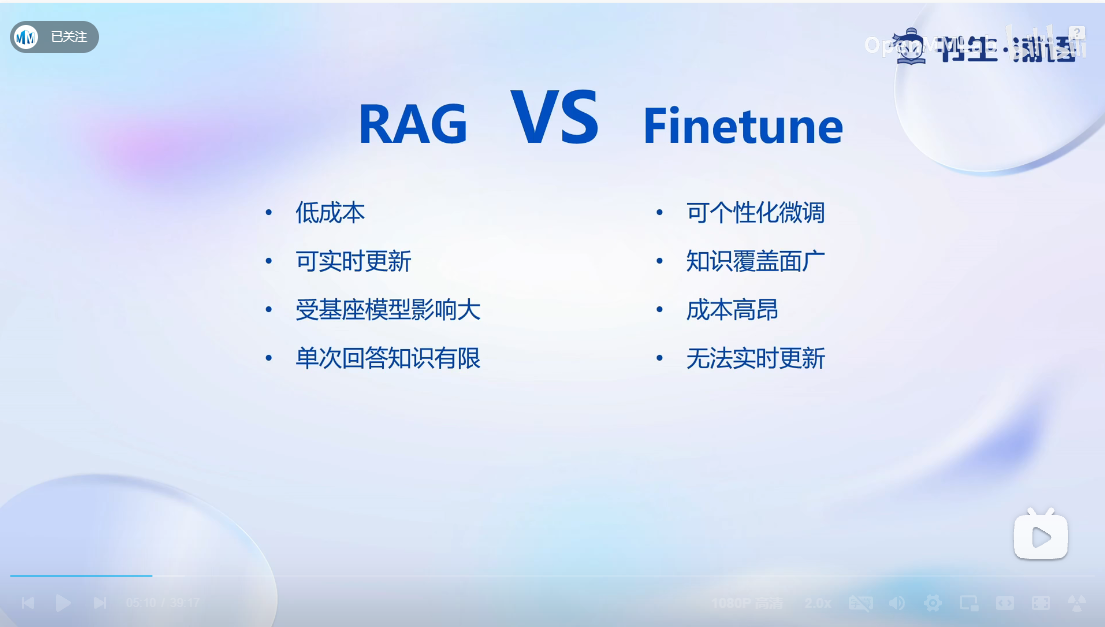 已关注
书生·浦语
RAG VS Finetune
• 低成本
• 可实时更新
• 受基座模型影响大
• 单次回答知识有限
• 可个性化微调
• 知识覆盖面广
• 成本高昂
• 无法实时更新
05:10 / 39:17
1080P 高清
2.0x